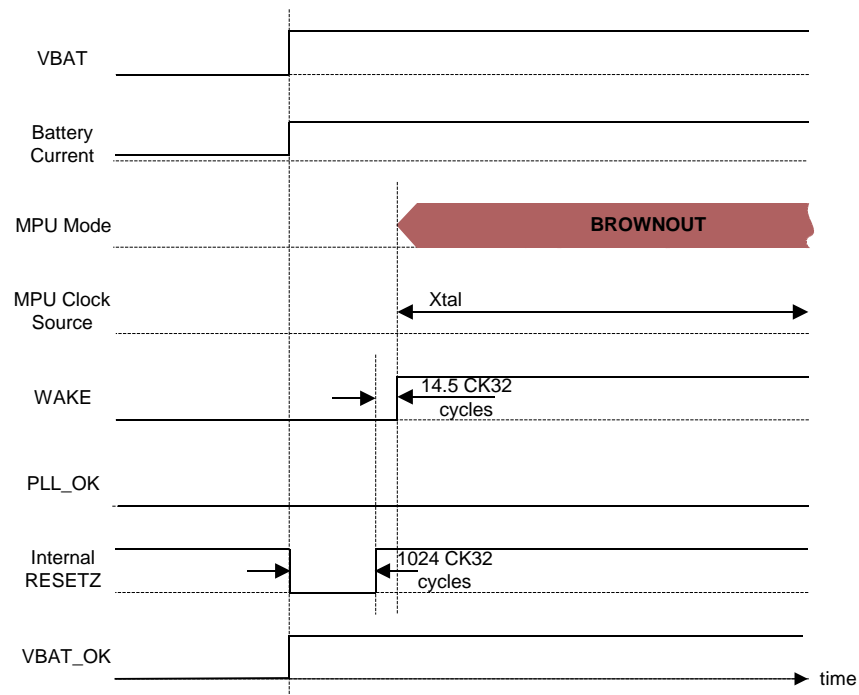 VBAT
Battery
Current
MPU Mode
BROWNOUT
MPU Clock
Source
Xtal
WAKE
14.5 CK32
cycles
PLL_OK
Internal
RESETZ
1024 CK32
cycles
VBAT_OK
time